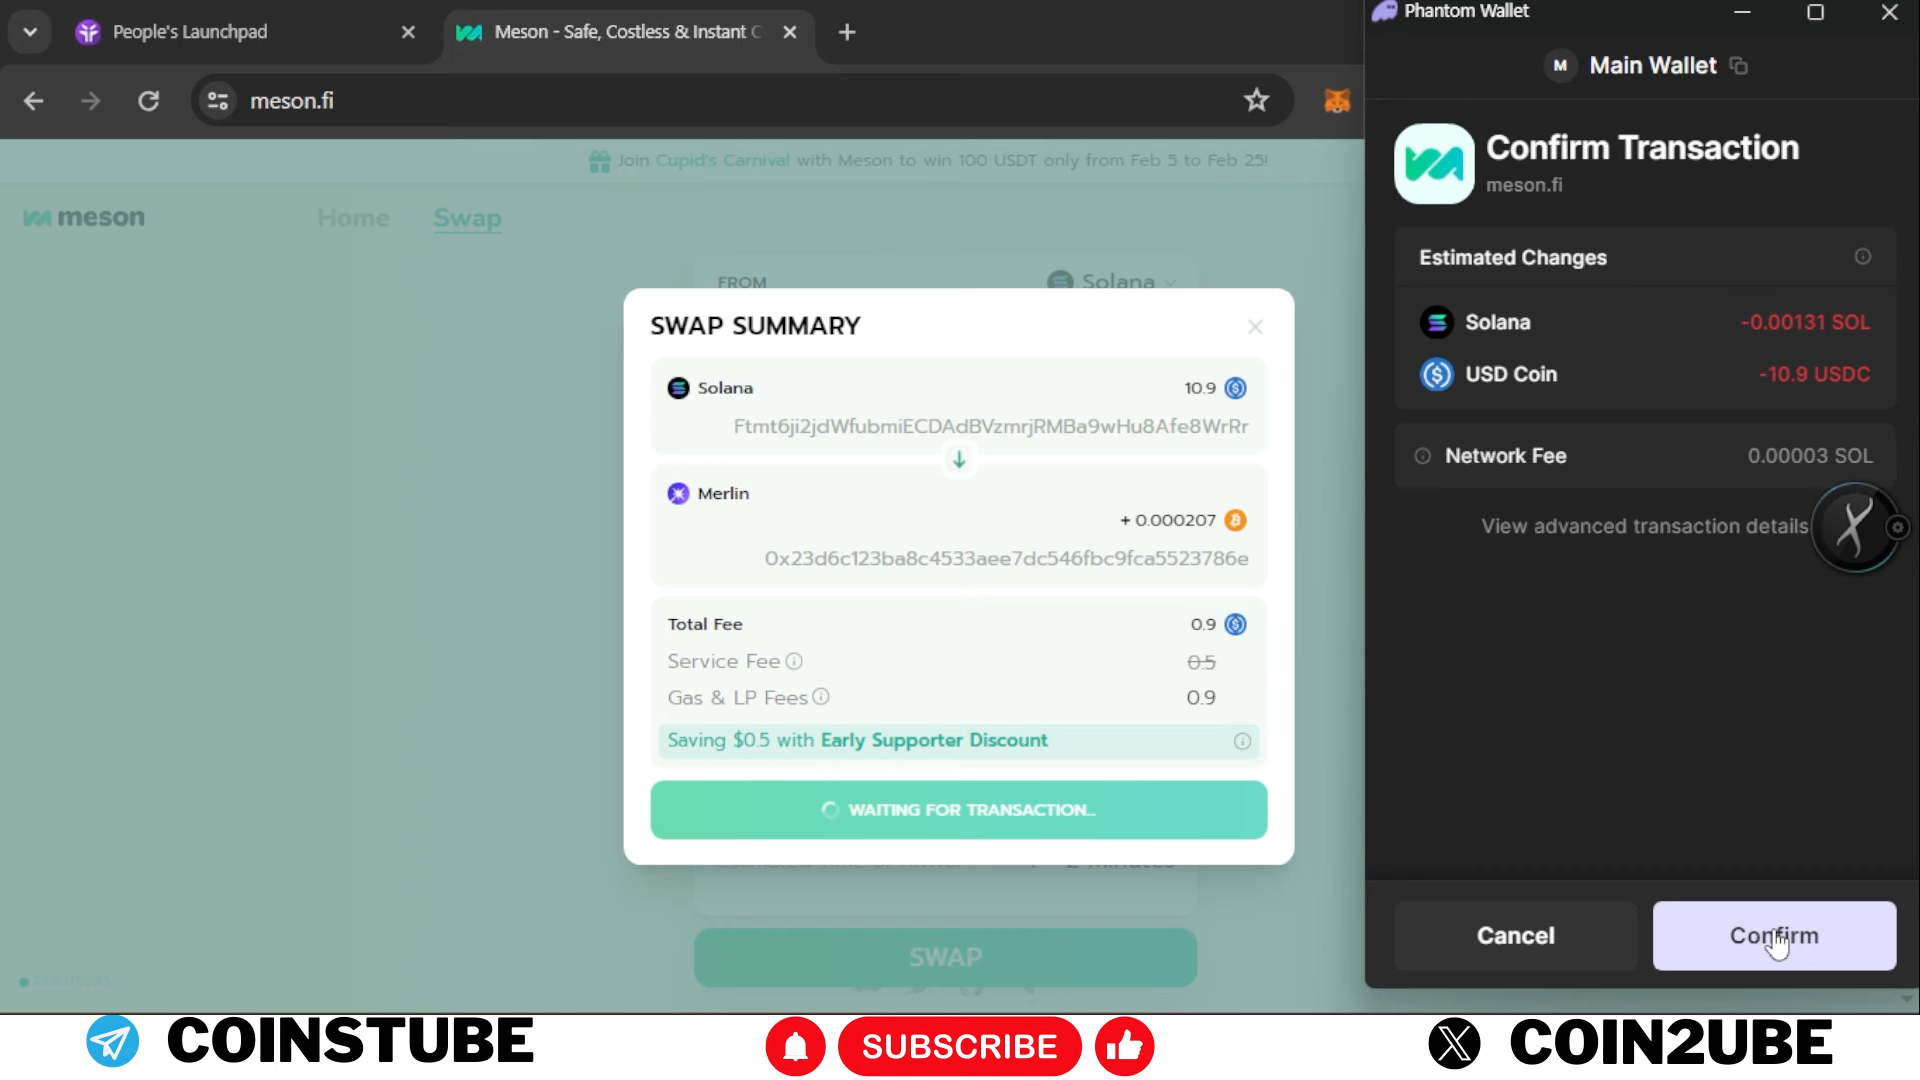 People's Launchpad
Meson - Safe, Costless & Instant C
meson.fi
Join Cupid's Carnival with Meson to win 100 USDT only from Feb 5 to Feb 25!
meson
Home
Swap
FROM
Solana
SWAP SUMMARY
Solana
10.9
Ftmt6ji2jdWfubmiECDAdBVzmrjRMBa9wHu8Afe8WrRr
Merlin
+ 0.000207
0x23d6c123ba8c4533aee7dc546fbc9fca5523786e
Total Fee
0.9
Service Fee
0.5
Gas & LP Fees
0.9
Saving $0.5 with Early Supporter Discount
WAITING FOR TRANSACTION...
SWAP
Phantom Wallet
M Main Wallet
Confirm Transaction
meson.fi
Estimated Changes
Solana
-0.00131 SOL
USD Coin
-10.9 USDC
Network Fee
0.00003 SOL
View advanced transaction details
Cancel
Confirm
COINSTUBE
SUBSCRIBE
COIN2UBE